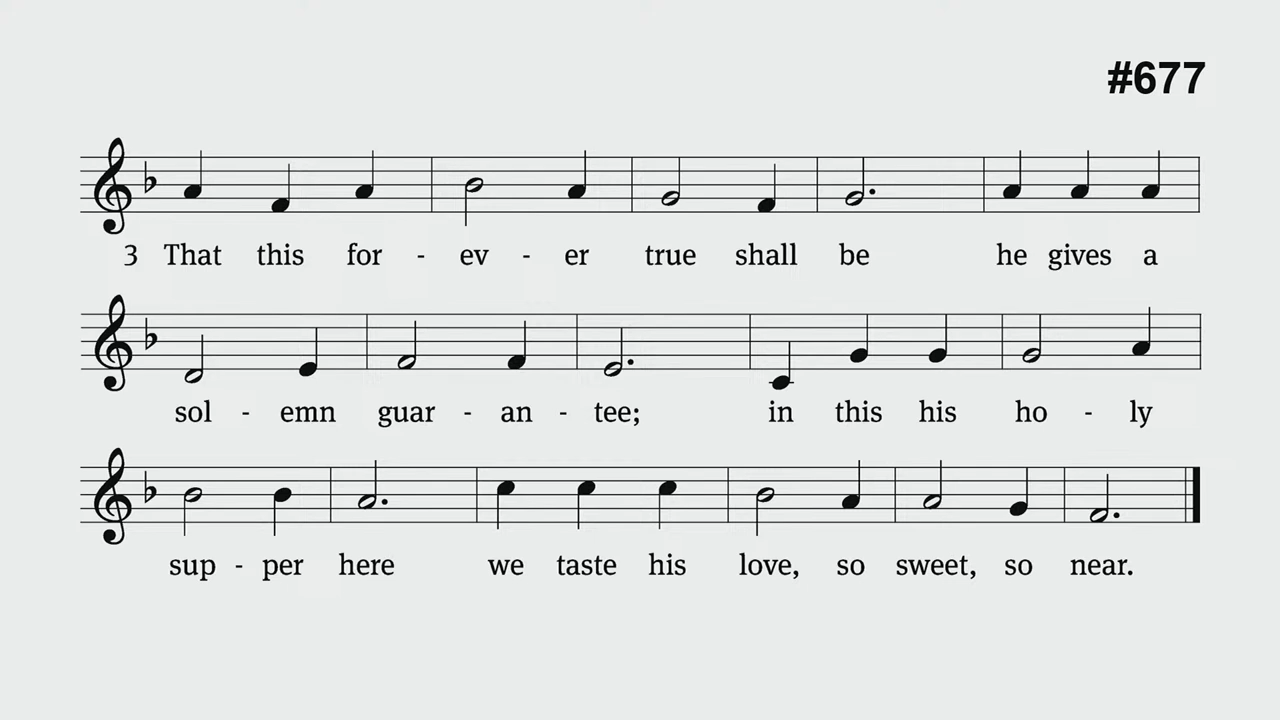 #677
3 That this for - ev - er true shall be he gives a
sol - emn guar - an - tee; in this his ho - ly
sup - per here we taste his love, so sweet, so near.